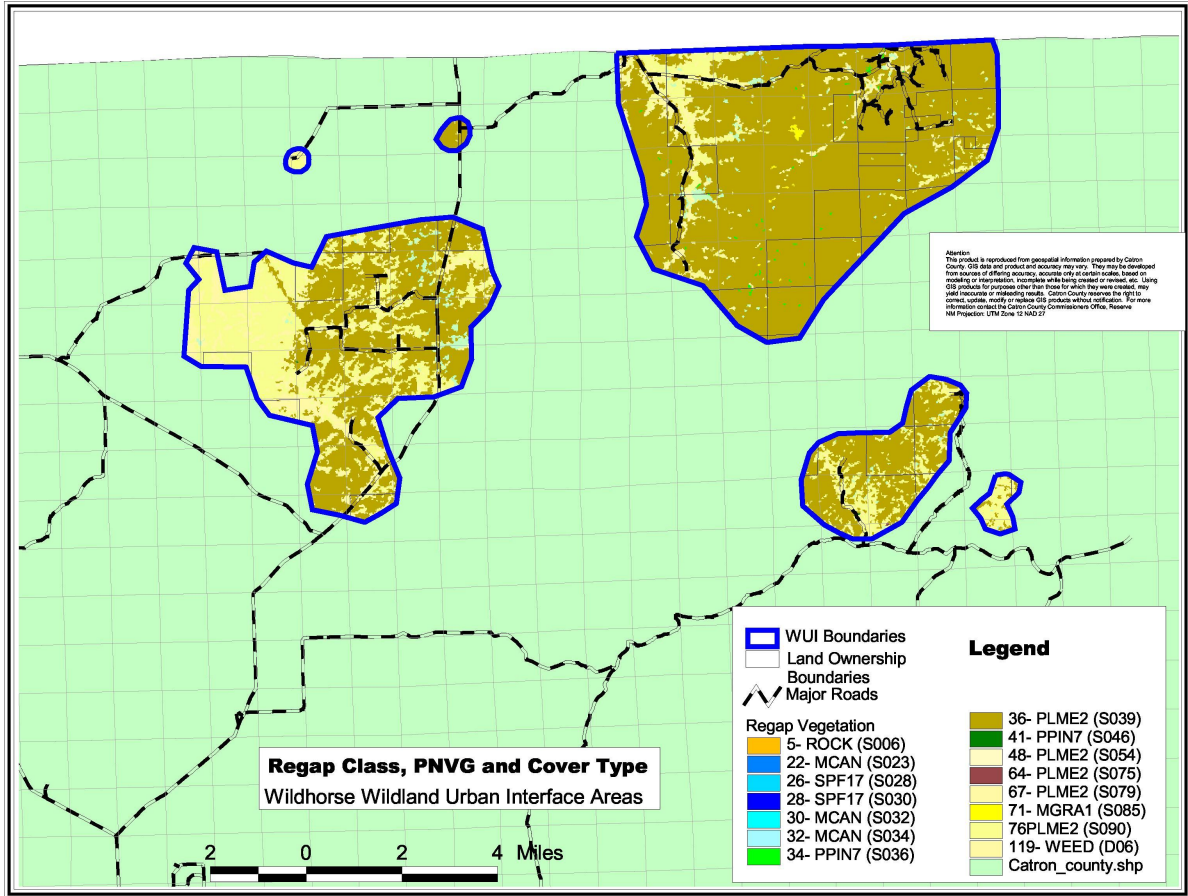 Attention
This product is reproduced from geospatial information prepared by Catron
County. GIS data and product and accuracy may vary. They may be developed
from sources of differing accuracy, accurate only at certain scales, based on
modeling or interpretation, incomplete while being created or revised, etc. Using
GIS products for purposes other than those for which they were created, may
yield inaccurate or misleading results. Catron County reserves the right to
correct, update, modify or replace GIS products without notification. For more
information contact the Catron County Commissioners Office, Reserve
NM Projection: UTM Zone 12 NAD 27
Legend
WUI Boundaries
Land Ownership
Boundaries
Major Roads
Regap Vegetation
5- ROCK (S006)
22- MCAN (S023)
26- SPF17 (S028)
28- SPF17 (S030)
30- MCAN (S032)
32- MCAN (S034)
34- PPIN7 (S036)
36- PLME2 (S039)
41- PPIN7 (S046)
48- PLME2 (S054)
64- PLME2 (S075)
67- PLME2 (S079)
71- MGRA1 (S085)
76PLME2 (S090)
119- WEED (D06)
Catron_county.shp
Regap Class, PNVG and Cover Type
Wildhorse Wildland Urban Interface Areas
2 0 2 4 Miles